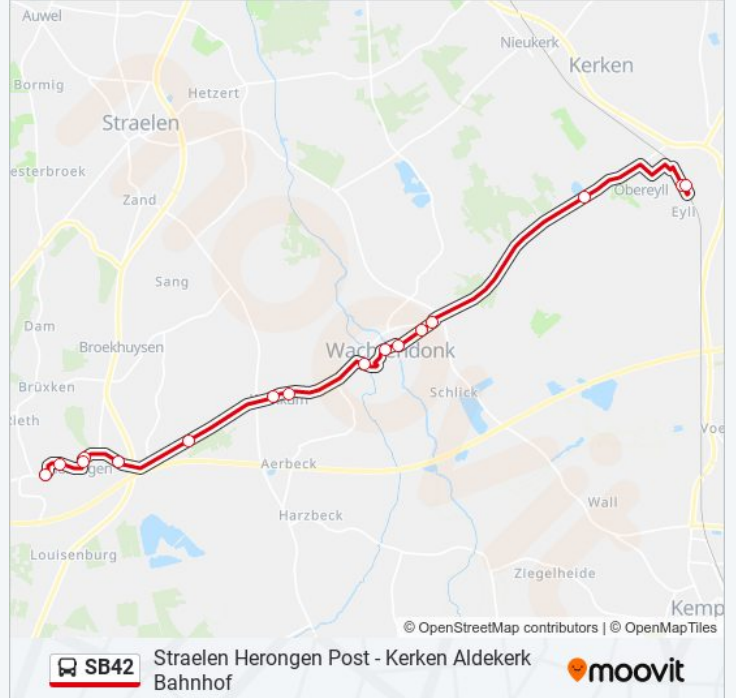 Auwel
Nieukerk
Kerken
Bormig
Hetzert
Straelen
esterbroek
Zand
Obereyll
Eyll
Sang
Dam
Broekhuysen
Wachtendonk
Brüxken
Schlick
lieth
Voe
Aerbeck
Wall
Harzbeck
Louisenburg
Ziegelheide
Kemp
© OpenStreetMap contributors | © OpenMapTiles
SB42
Straelen Herongen Post - Kerken Aldekerk
Bahnhof
moovit